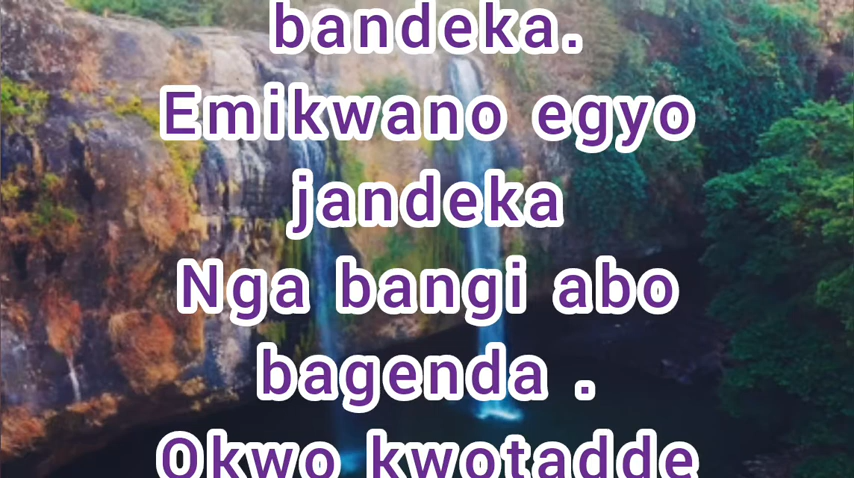 bandeka.
Emikwano egyo
jandeka
Nga bangi abo
bagenda .
Okwo kwotadde